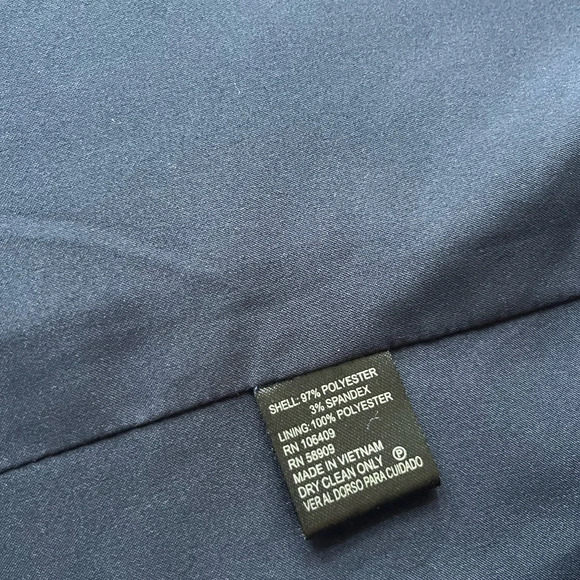 SHELL: 97% POLYESTER
3% SPANDEX
LINING: 100% POLYESTER
RN 106409
RN 58909
MADE IN VIETNAM
DRY CLEAN ONLY Ⓟ
VER AL DORSO PARA CUIDADO